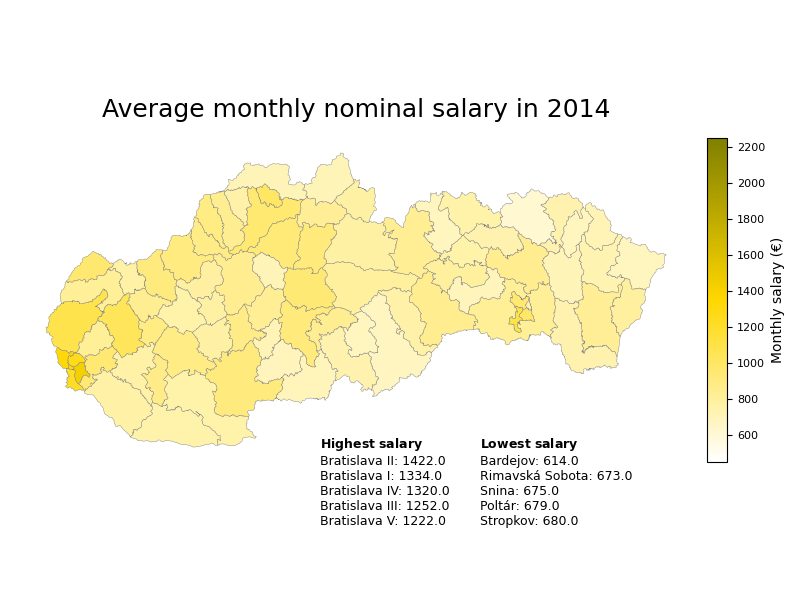 Average monthly nominal salary in 2014
2200
2000
1800
1600
1400
1200
1000
800
600
Monthly salary (€)
Highest salary
Bratislava II: 1422.0
Bratislava I: 1334.0
Bratislava IV: 1320.0
Bratislava III: 1252.0
Bratislava V: 1222.0
Lowest salary
Bardejov: 614.0
Rimavská Sobota: 673.0
Snina: 675.0
Poltár: 679.0
Stropkov: 680.0